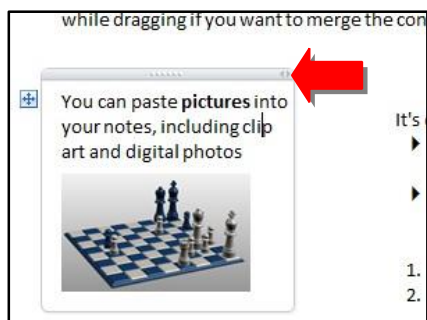 while dragging if you want to merge the con
You can paste pictures into
your notes, including clip
art and digital photos
It's
1.
2.